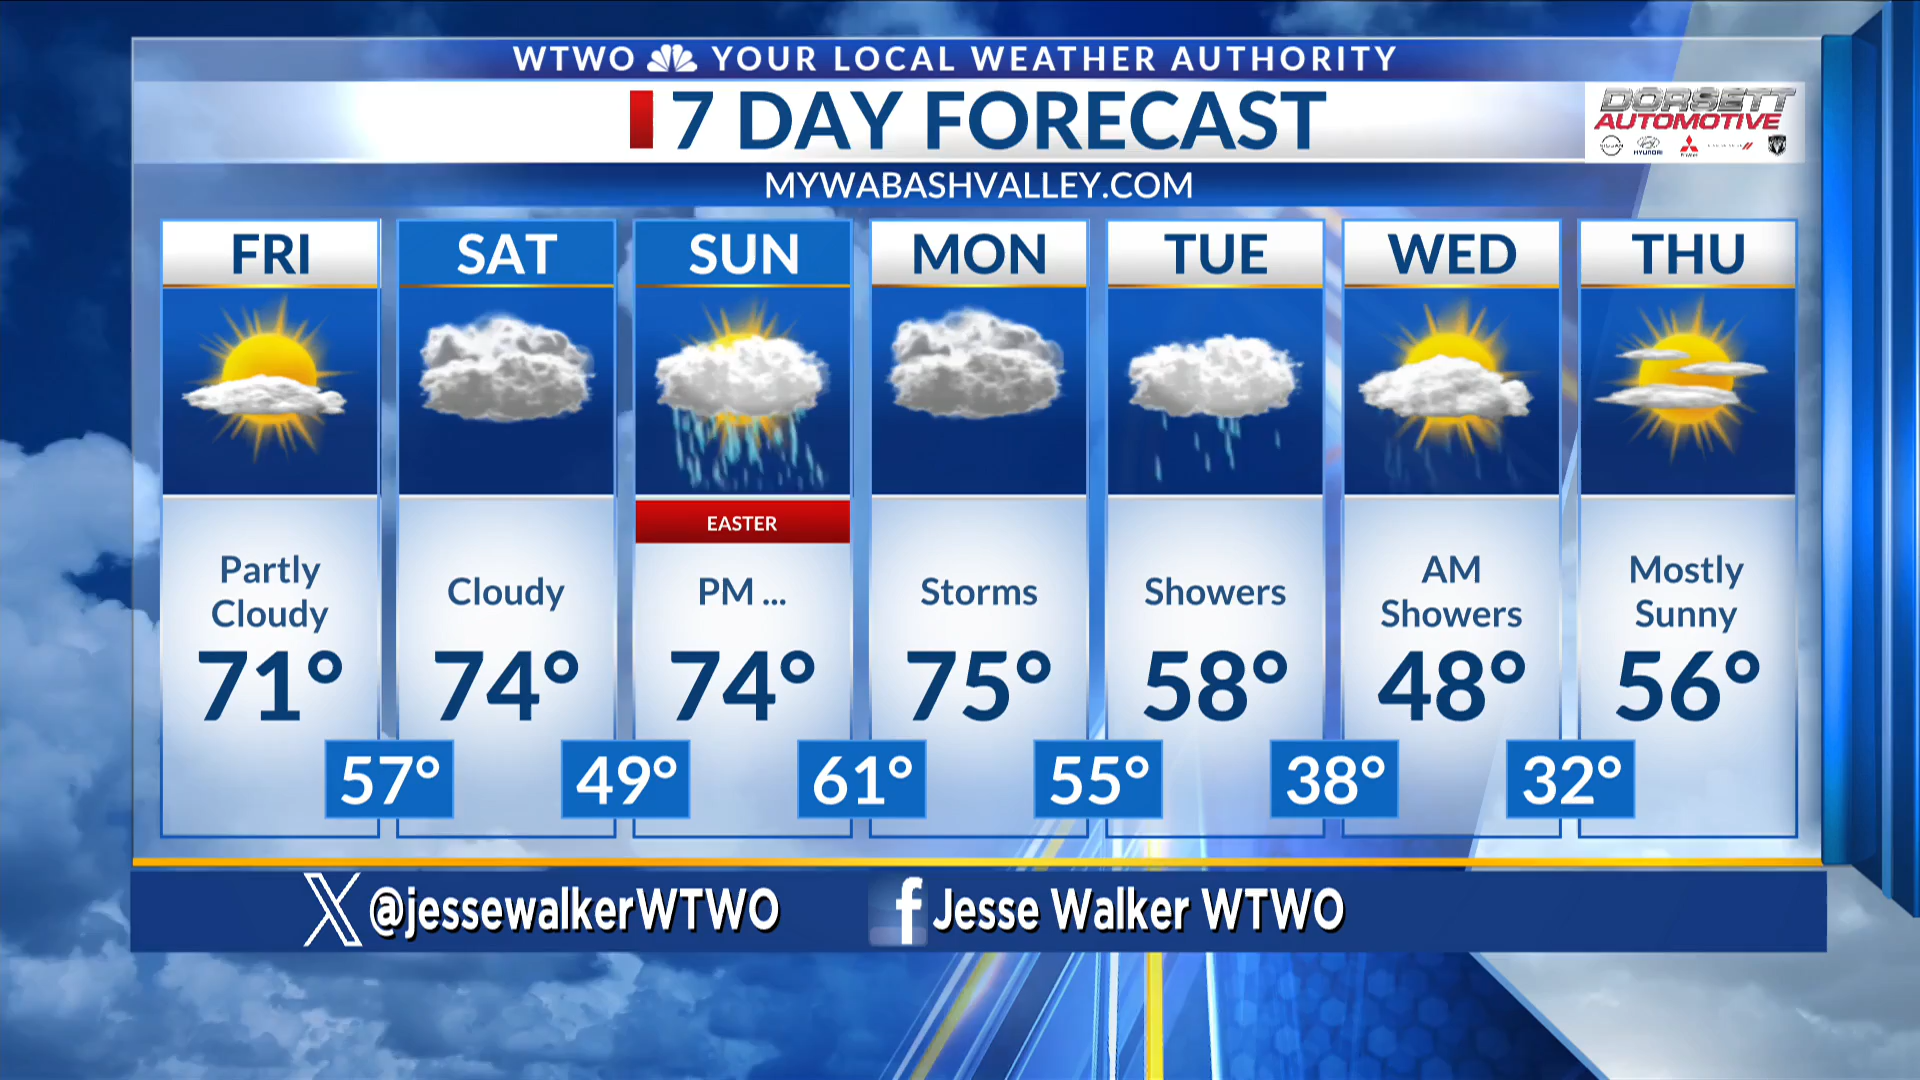 WTWO YOUR LOCAL WEATHER AUTHORITY
7 DAY FORECAST
DORSETT
AUTOMOTIVE
NISSAN HYUNDAI
MYWABASHVALLEY.COM
FRI SAT SUN MON TUE WED THU
EASTER
Partly
Cloudy
Cloudy
PM ...
Storms
Showers
AM
Showers
Mostly
Sunny
71° 74° 74° 75° 58° 48° 56°
57° 49° 61° 55° 38° 32°
X @jessewalkerWTWO f Jesse Walker WTWO